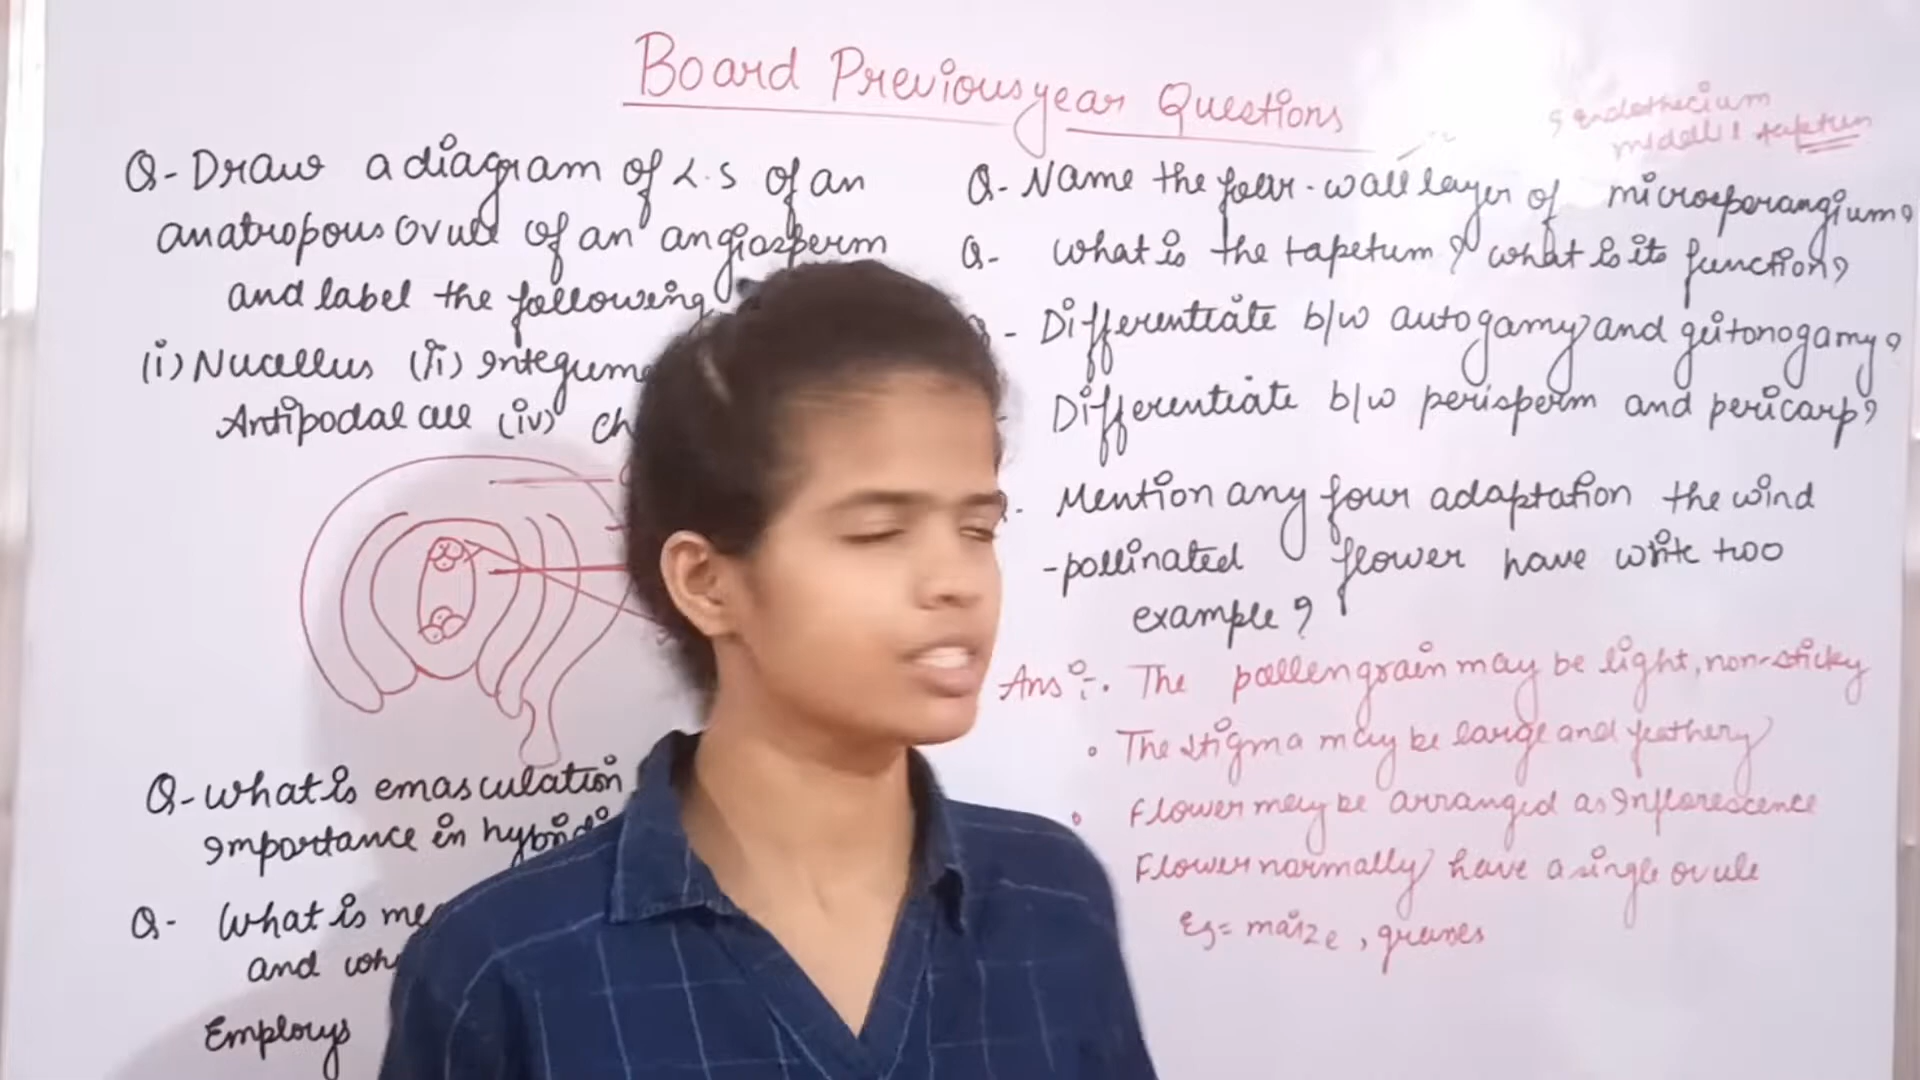 Board Previous year Questions
Q- Draw a diagram of L.S of an
anatropous ovule of an angiosperm
and label the following
(i) Nucellus (ii) Integume
Antipodal cell (iv) Ch
Q- what is emasculation
Importance in hybridi
Q- What is me
and wh
Employs
endothecium
middle tapetum
Q- Name the four-wall layer of microsporangium?
Q- what is the tapetum? what is its function?
- Differentiate b/w autogamy and geitonogamy?
Differentiate b/w perisperm and pericarp?
Mention any four adaptation the wind
-pollinated flower have write two
example?
Ans:-. The pollengrain may be light, non-sticky
• The stigma may be large and feathery
• Flower may be arranged as Inflorescence
Flower normally have a single ovule
Eg= maize, grasses